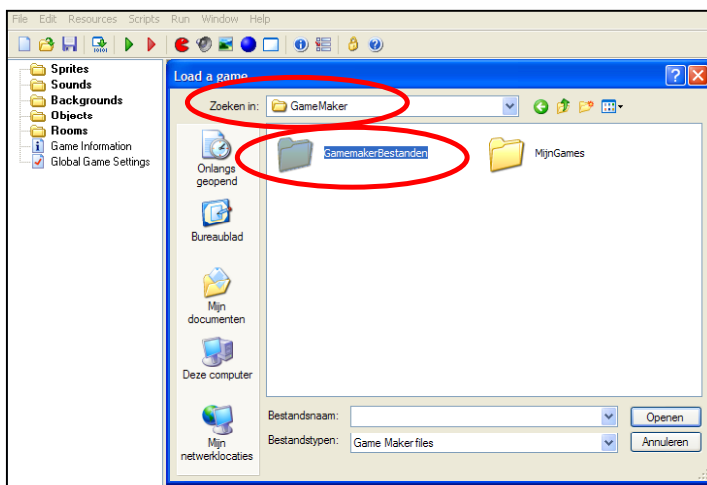 File Edit Resources Scripts Run Window Help
Sprites
Sounds
Backgrounds
Objects
Rooms
Game Information
Global Game Settings
Load a game
Zoeken in: GameMaker
GamemakerBestanden
MijnGames
Onlangs
geopend
Bureaublad
Mijn
documenten
Deze computer
Mijn
netwerklocaties
Bestandsnaam:
Openen
Bestandstypen: Game Maker files
Annuleren